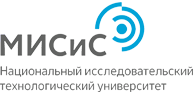 МИСиС
Национальный исследовательский
технологический университет